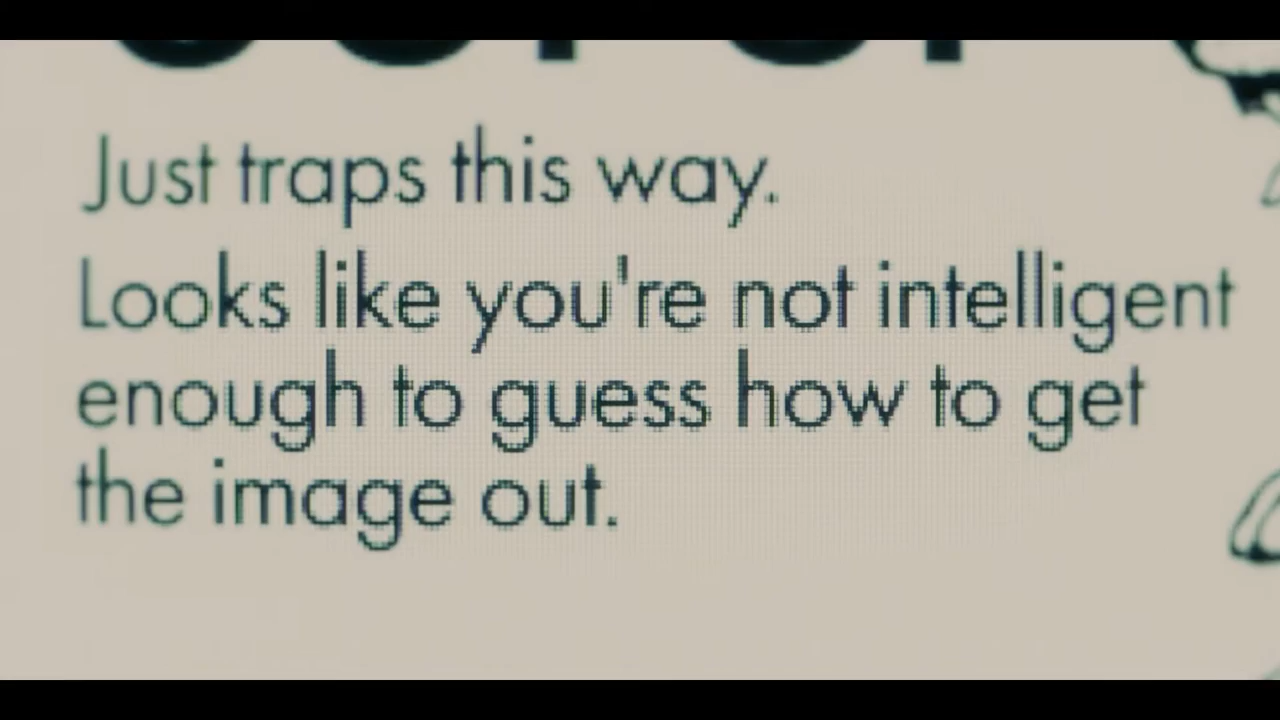 Just traps this way.
Looks like you're not intelligent
enough to guess how to get
the image out.